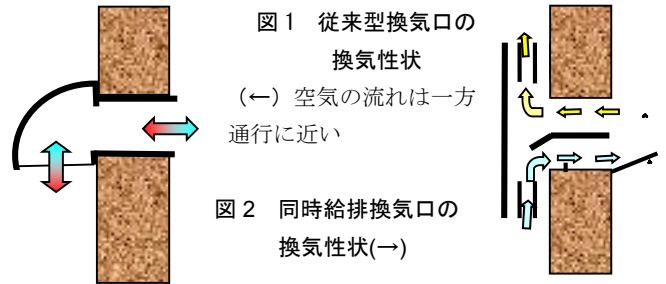 図1 従来型換気口の
換気性状
(←)空気の流れは一方
通行に近い
図2 同時給排換気口の
換気性状(→)